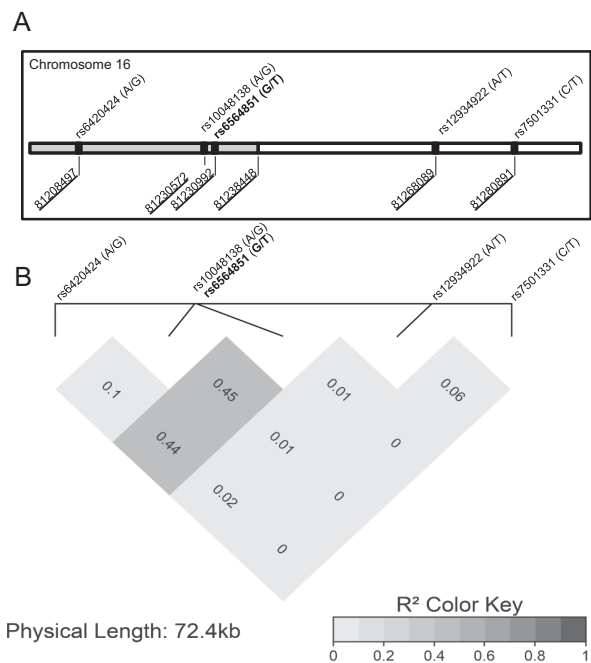 A
Chromosome 16
rs6420424 (A/G)
rs10048138 (A/G)
rs6564851 (G/T)
rs12934922 (A/T)
rs7501331 (C/T)
81208497
81230572
81230992
81238448
81268089
81280891
B
rs6420424 (A/G)
rs10048138 (A/G)
rs6564851 (G/T)
rs12934922 (A/T)
rs7501331 (C/T)
0.1
0.45
0.01
0.06
0.44
0.01
0
0.02
0
0
Physical Length: 72.4kb
R² Color Key
0 0.2 0.4 0.6 0.8 1